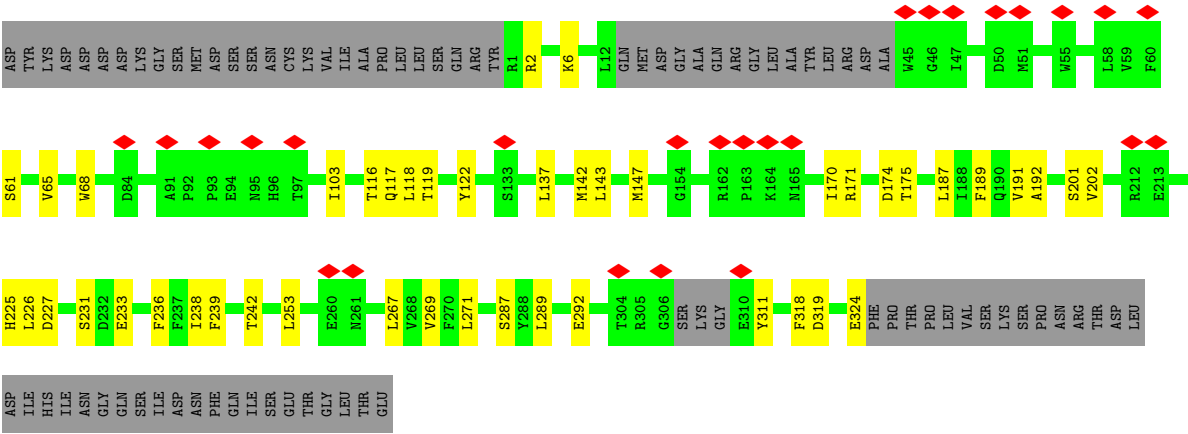 ASP TYR LYS ASP ASP ASP ASP LYS GLY SER MET ASP SER SER ASN CYS LYS VAL ILE ALA PRO LEU LEU SER GLN ARG TYR R1 R2 K6 L12 GLN MET ASP GLY ALA GLN ARG GLY LEU ALA TYR LEU ARG ASP ALA W45 G46 I47 D50 M51 W55 L58 V59 F60
S61 V65 W68 D84 A91 P92 P93 E94 N95 H96 T97 I103 T116 Q117 L118 T119 Y122 S133 L137 M142 L143 M147 G154 R162 P163 K164 N165 I170 R171 D174 T175 L187 I188 F189 Q190 V191 A192 S201 V202 R212 E213
H225 L226 D227 S231 D232 E233 F236 F237 I238 F239 T242 L253 E260 N261 L267 V268 V269 F270 L271 S287 Y288 L289 E292 T304 R305 G306 SER LYS GLY E310 Y311 F318 D319 E324 PHE PRO THR PRO LEU VAL SER LYS SER PRO ASN ARG THR ASP LEU
ASP ILE HIS ILE ASN GLY GLN SER ILE ASP ASN PHE GLN ILE SER GLU THR GLY LEU THR GLU